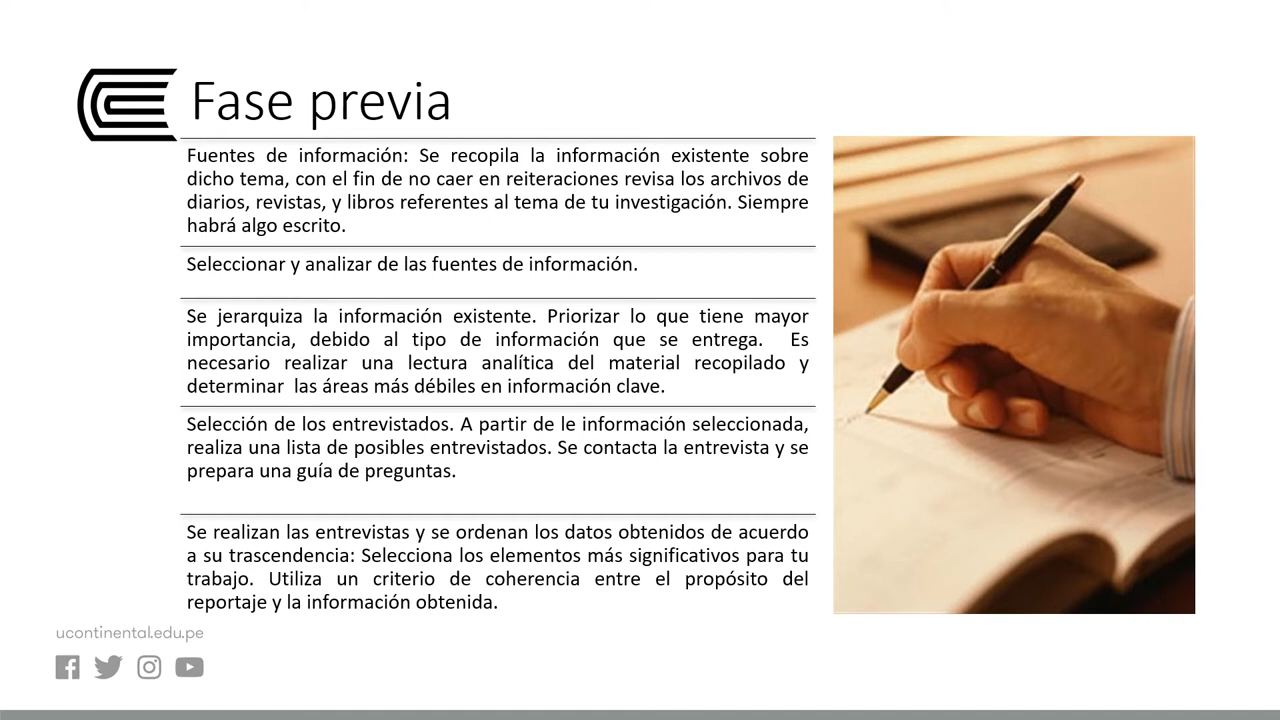 Fase previa
Fuentes de información: Se recopila la información existente sobre
dicho tema, con el fin de no caer en reiteraciones revisa los archivos de
diarios, revistas, y libros referentes al tema de tu investigación. Siempre
habrá algo escrito.
Seleccionar y analizar de las fuentes de información.
Se jerarquiza la información existente. Priorizar lo que tiene mayor
importancia, debido al tipo de información que se entrega. Es
necesario realizar una lectura analítica del material recopilado y
determinar las áreas más débiles en información clave.
Selección de los entrevistados. A partir de le información seleccionada,
realiza una lista de posibles entrevistados. Se contacta la entrevista y se
prepara una guía de preguntas.
Se realizan las entrevistas y se ordenan los datos obtenidos de acuerdo
a su trascendencia: Selecciona los elementos más significativos para tu
trabajo. Utiliza un criterio de coherencia entre el propósito del
reportaje y la información obtenida.
ucontinental.edu.pe